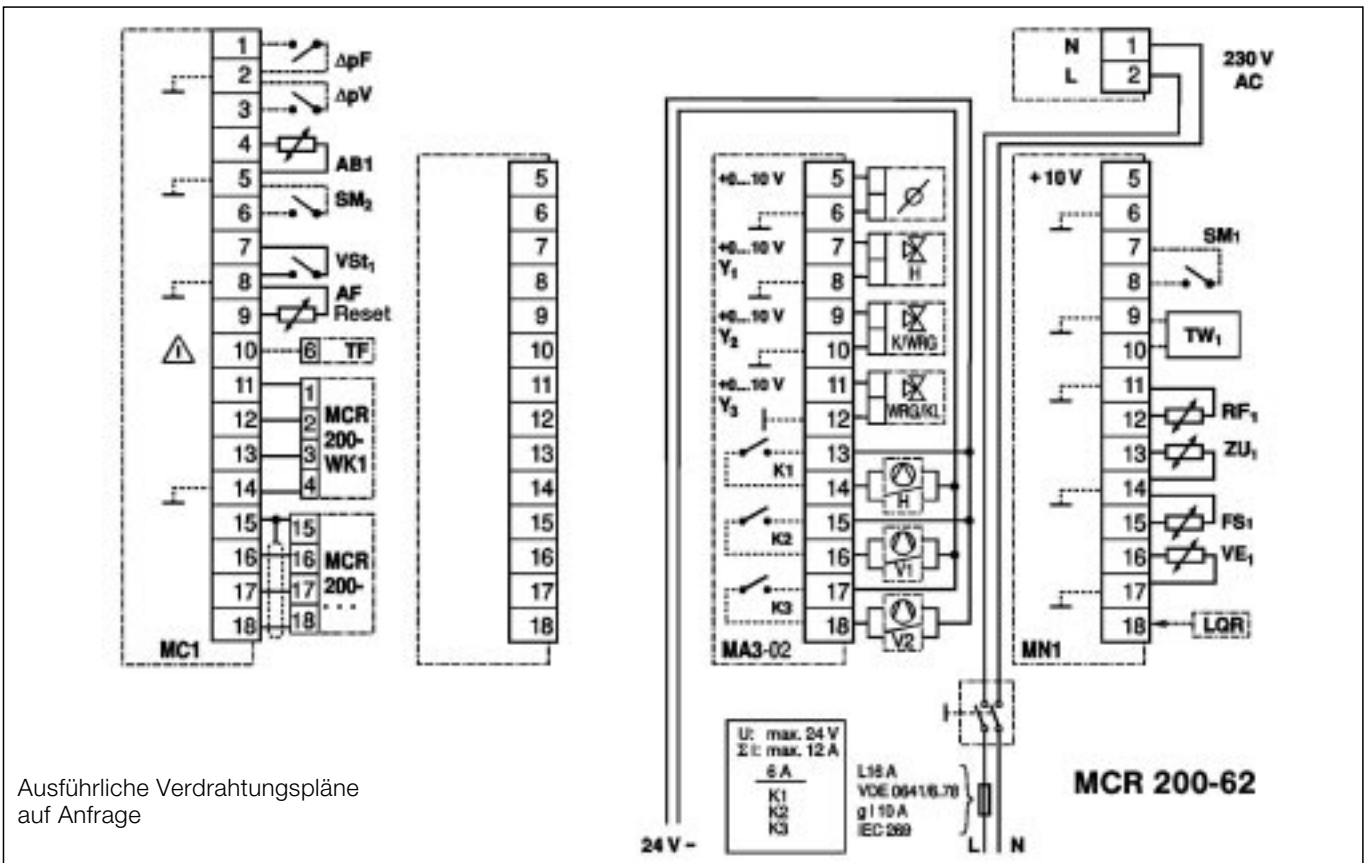 1
2
3
4
5
6
7
8
9
10
11
12
13
14
15
16
17
18
ΔpF
ΔpV
AB1
SM₂
VSt₁
AF
Reset
6 TF
1
2
3
4
MCR
200-
WK1
15
16
17
18
MCR
200-
...
MC1
5
6
7
8
9
10
11
12
13
14
15
16
17
18
+0...10 V
+0...10 V
Y₁
+0...10 V
Y₂
+0...10 V
Y₃
K1
K2
K3
5
6
7
8
9
10
11
12
13
14
15
16
17
18
H
K/WRG
WRG/KL
H
V1
V2
MA3-02
N 1
L 2
230 V
AC
+10V
5
6
7
8
9
10
11
12
13
14
15
16
17
18
SM₁
TW₁
RF₁
ZU₁
FS₁
VE₁
LQR
MN1
U: max. 24 V
Σ I: max. 12 A
6 A
K1
K2
K3
L16 A
VDE 0641/6.78
g l 10 A
IEC 269
24 V~
L N
MCR 200-62
Ausführliche Verdrahtungspläne
auf Anfrage